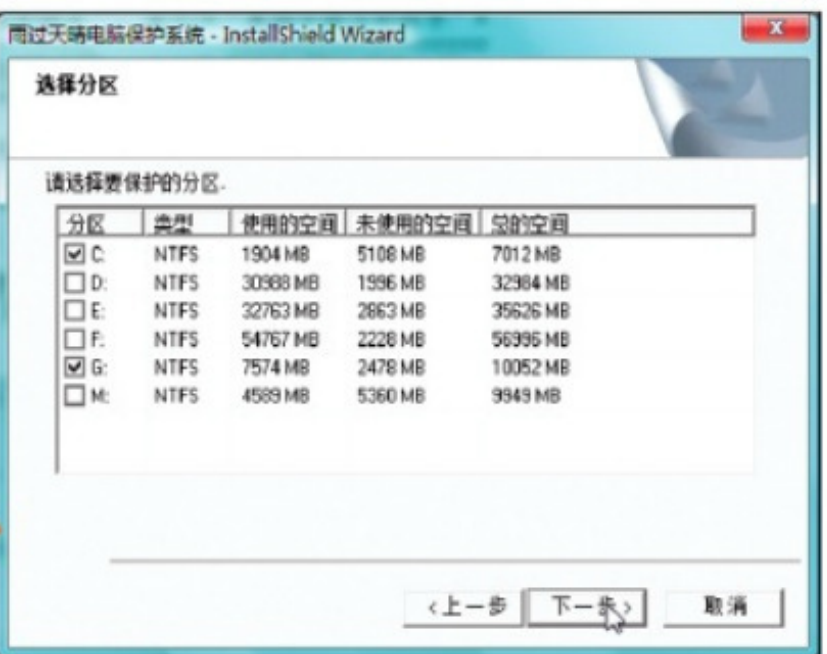 雨过天晴电脑保护系统 - InstallShield Wizard
选择分区
请选择要保护的分区.
分区 类型 使用的空间 未使用的空间 总的空间
C: NTFS 1904 MB 5108 MB 7012 MB
D: NTFS 30988 MB 1996 MB 32984 MB
E: NTFS 32763 MB 2863 MB 35626 MB
F: NTFS 54767 MB 2228 MB 56996 MB
G: NTFS 7574 MB 2478 MB 10052 MB
M: NTFS 4589 MB 5360 MB 9949 MB
<上一步 下一步> 取消